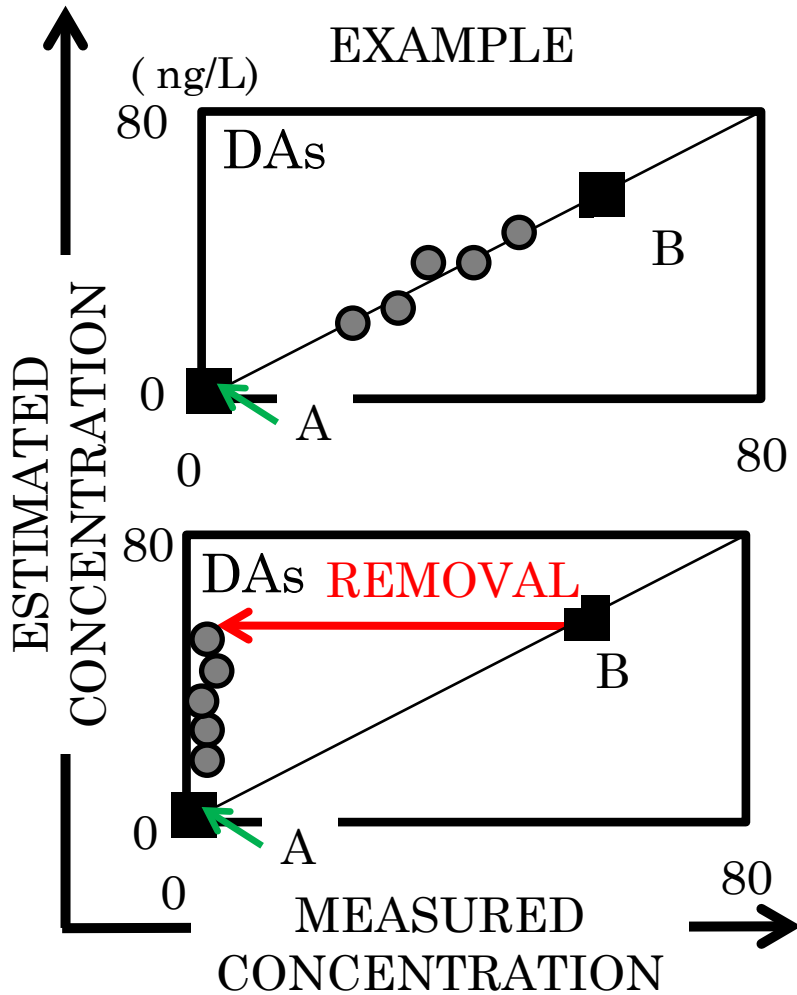 EXAMPLE
( ng/L)
80
DAs
B
0
A
0
80
ESTIMATED
CONCENTRATION
80
DAs
REMOVAL
B
0
A
0
80
MEASURED
CONCENTRATION